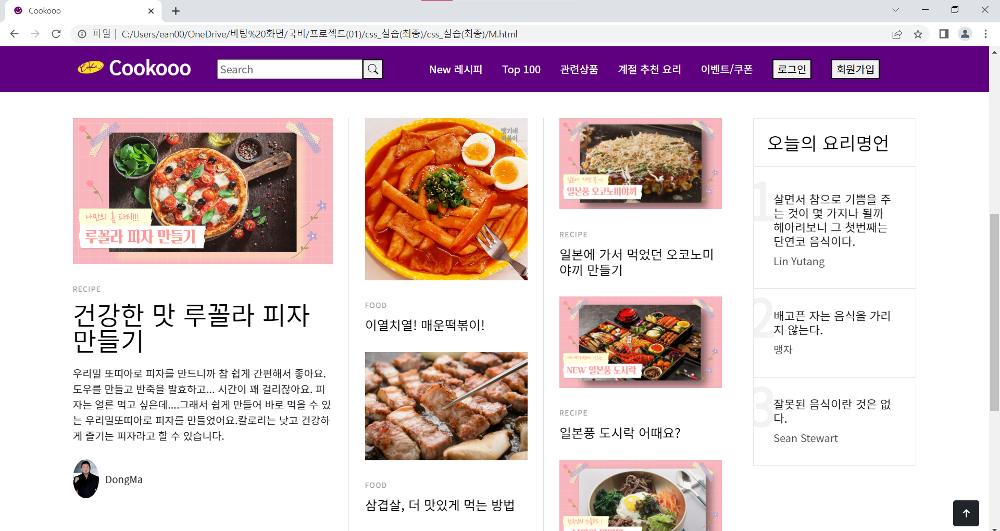 Cookooo
파일 | C:/Users/ean00/OneDrive/바탕%20화면/국비/프로젝트(01)/css_실습(최종)/css_실습(최종)/M.html
Cookooo
Search
New 레시피
Top 100
관련상품
계절 추천 요리
이벤트/쿠폰
로그인
회원가입
나만의 홈 파티!!!
루꼴라 피자 만들기
RECIPE
건강한 맛 루꼴라 피자
만들기
우리밀 또띠아로 피자를 만드니까 참 쉽게 간편해서 좋아요.
도우를 만들고 반죽을 발효하고... 시간이 꽤 걸리잖아요. 피
자는 얼른 먹고 싶은데....그래서 쉽게 만들어 바로 먹을 수 있
는 우리밀또띠아로 피자를 만들었어요.칼로리는 낮고 건강하
게 즐기는 피자라고 할 수 있습니다.
DongMa
땡기네
떡볶이
FOOD
이열치열! 매운떡볶이!
FOOD
삼겹살, 더 맛있게 먹는 방법
일본에 가면 꼭
일본풍 오코노미야끼
RECIPE
일본에 가서 먹었던 오코노미
야끼 만들기
NEW 일본풍 도시락
RECIPE
일본풍 도시락 어때요?
한국인의 소울푸드 !
오늘의 요리명언
1
살면서 참으로 기쁨을 주
는 것이 몇 가지나 될까
헤아려보니 그 첫번째는
단연코 음식이다.
Lin Yutang
2
배고픈 자는 음식을 가리
지 않는다.
맹자
3
잘못된 음식이란 것은 없
다.
Sean Stewart